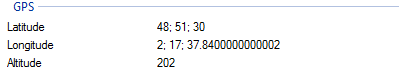 GPS
Latitude 48; 51; 30
Longitude 2; 17; 37.8400000000002
Altitude 202